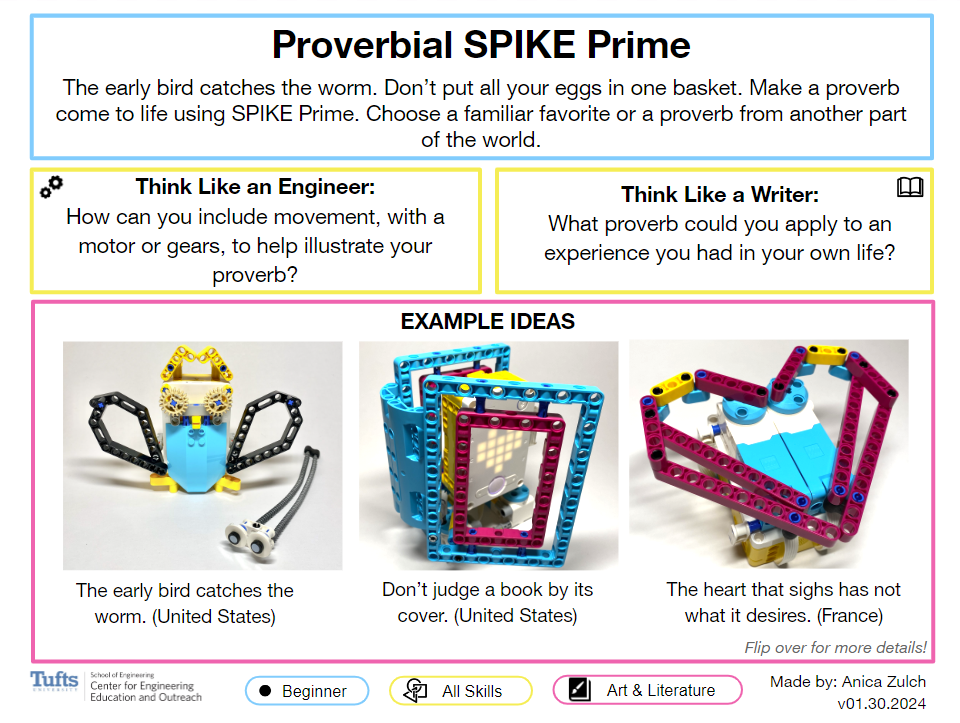 Proverbial SPIKE Prime
The early bird catches the worm. Don’t put all your eggs in one basket. Make a proverb
come to life using SPIKE Prime. Choose a familiar favorite or a proverb from another part
of the world.
Think Like an Engineer:
How can you include movement, with a
motor or gears, to help illustrate your
proverb?
Think Like a Writer:
What proverb could you apply to an
experience you had in your own life?
EXAMPLE IDEAS
The early bird catches the
worm. (United States)
Don’t judge a book by its
cover. (United States)
The heart that sighs has not
what it desires. (France)
Flip over for more details!
Tufts
UNIVERSITY
School of Engineering
Center for Engineering
Education and Outreach
Beginner
All Skills
Art & Literature
Made by: Anica Zulch
v01.30.2024